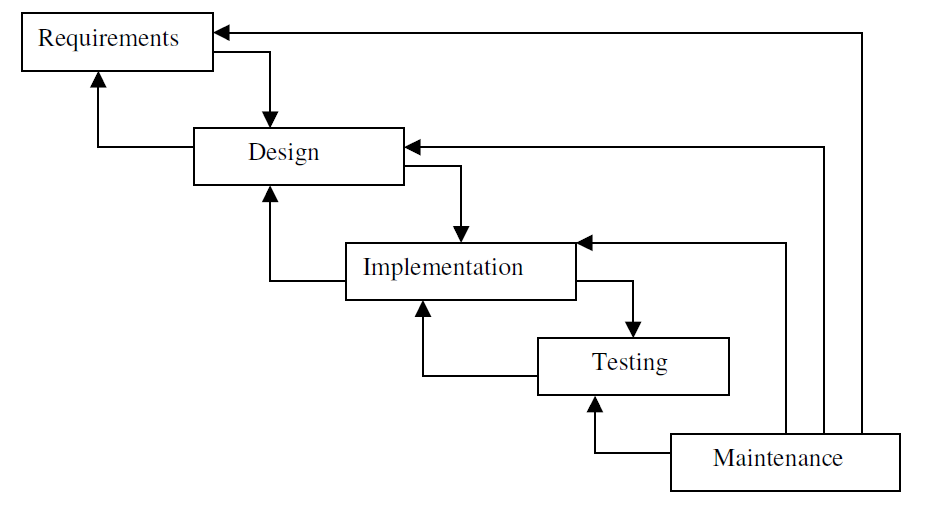 Requirements
Design
Implementation
Testing
Maintenance